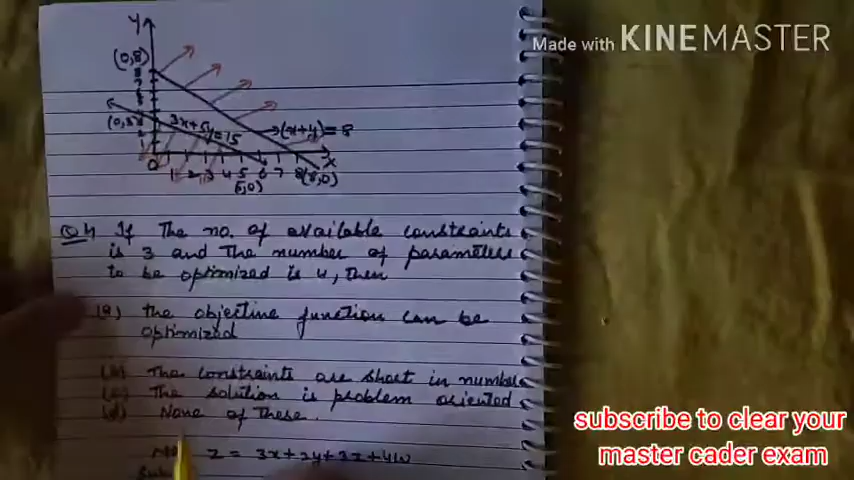 Y
(0,8)
8
7
3x+5y=15
(x+y)=8
X
0
1 2 3 4 5 6 7 8 (8,0)
(5,0)
Q4 If The no. of available constraints
is 3 and The number of parameters
to be optimized is 4, then
(a) the objective function can be
optimized
(b) The constraints are short in number
(c) The solution is problem oriented
(d) None of These.
Z = 3x+2y+3z+4w
Made with KINEMASTER
subscribe to clear your
master cader exam